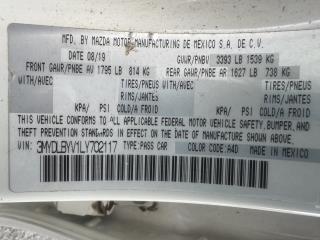 MFD. BY MAZDA MOTOR MANUFACTURING DE MEXICO S.A. DE C.V.
DATE 08/19 GVWR/PNBV 3393 LB 1539 KG
FRONT GAWR/PNBE AV 1795 LB 814 KG REAR GAWR/PNBE AR 1627 LB 738 KG
WITH/AVEC TIRES/PNEUS WITH/AVEC TIRES/PNEUS
RIMS/JANTES RIMS/JANTES
KPA/ PSI COLD/A FROID KPA/ PSI COLD/A FROID
THIS VEHICLE CONFORMS TO ALL APPLICABLE FEDERAL MOTOR VEHICLE SAFETY, BUMPER, AND
THEFT PREVENTION STANDARDS IN EFFECT ON THE DATE OF MANUFACTURE SHOWN ABOVE.
VIN: 3MYDLBYV1LY702117 TYPE: PASS CAR COLOR CODE: A4D MADE IN MEXICO